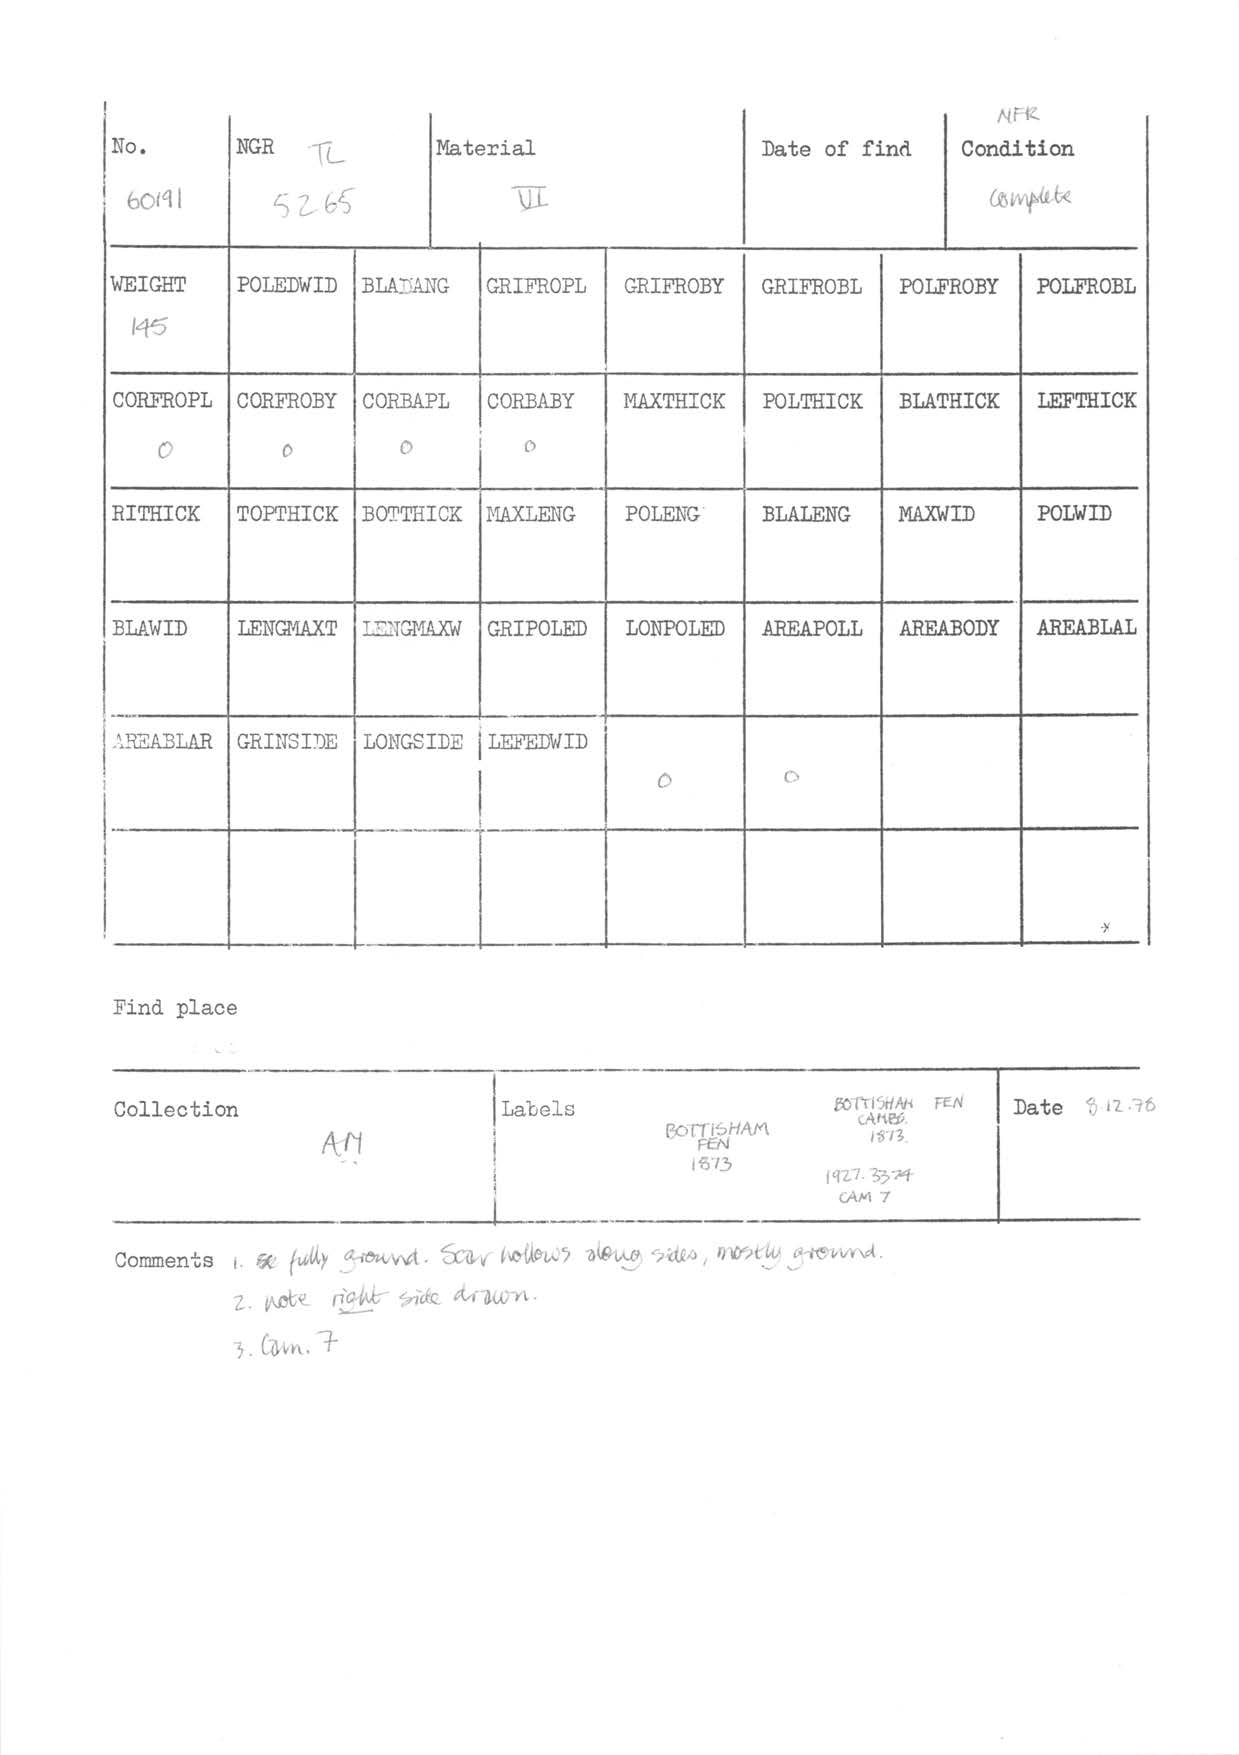 MFR
No. NGR TL Material Date of find Condition
60191 5265 VI complete
WEIGHT POLEDWID BLADANG GRIFROPL GRIFROBY GRIFROBL POLFROBY POLFROBL
145
CORFROPL CORFROBY CORBAPL CORBABY MAXTHICK POLTHICK BLATHICK LEFTHICK
0 0 0 0
RITHICK TOPTHICK BOTTHICK MAXLENG POLENG BLALENG MAXWID POLWID
BLAWID LENGMAXT LENGMAXW GRIPOLED LONPOLED AREAPOLL AREABODY AREABLAL
AREABLAR GRINSIDE LONGSIDE LEFEDWID
0 0
*
Find place
Collection Labels Date 8.12.78
AM
BOTTISHAM
FEN
1873
BOTTISHAM FEN
CAMBS.
1873.
1927.3374
CAM 7
Comments 1. fully ground. Scar hollows along sides, mostly ground.
2. note right side drawn.
3. Cam. 7